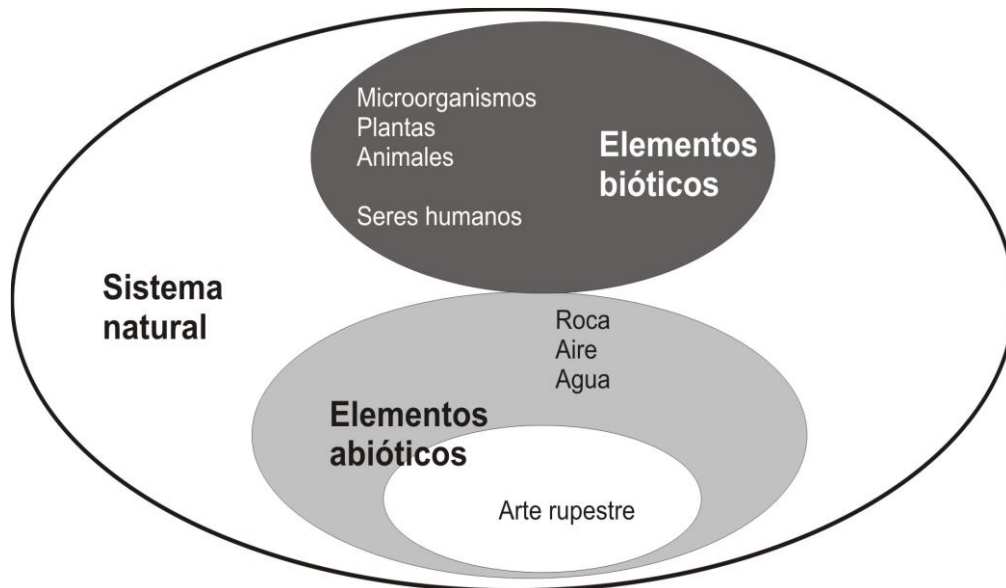 Microorganismos
Plantas
Animales
Seres humanos
Elementos
bióticos
Sistema
natural
Roca
Aire
Agua
Elementos
abióticos
Arte rupestre